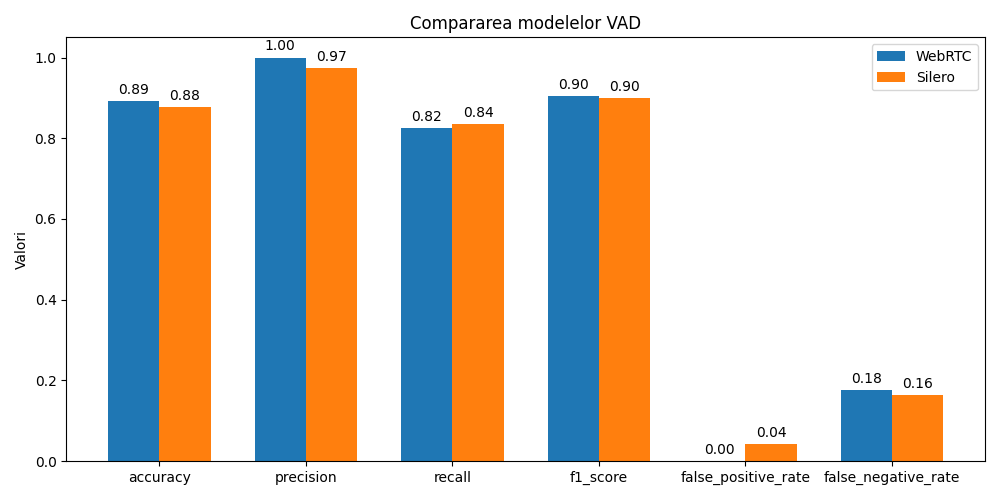 Compararea modelelor VAD
WebRTC
Silero
Valori
1.0
0.8
0.6
0.4
0.2
0.0
0.89
0.88
1.00
0.97
0.82
0.84
0.90
0.90
0.00
0.04
0.18
0.16
accuracy
precision
recall
f1_score
false_positive_rate
false_negative_rate